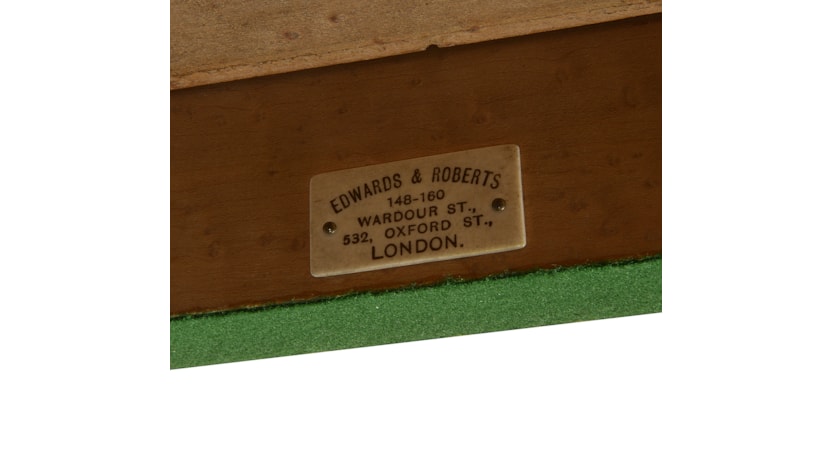 EDWARDS & ROBERTS
148-160
WARDOUR ST.,
532, OXFORD ST.,
LONDON.